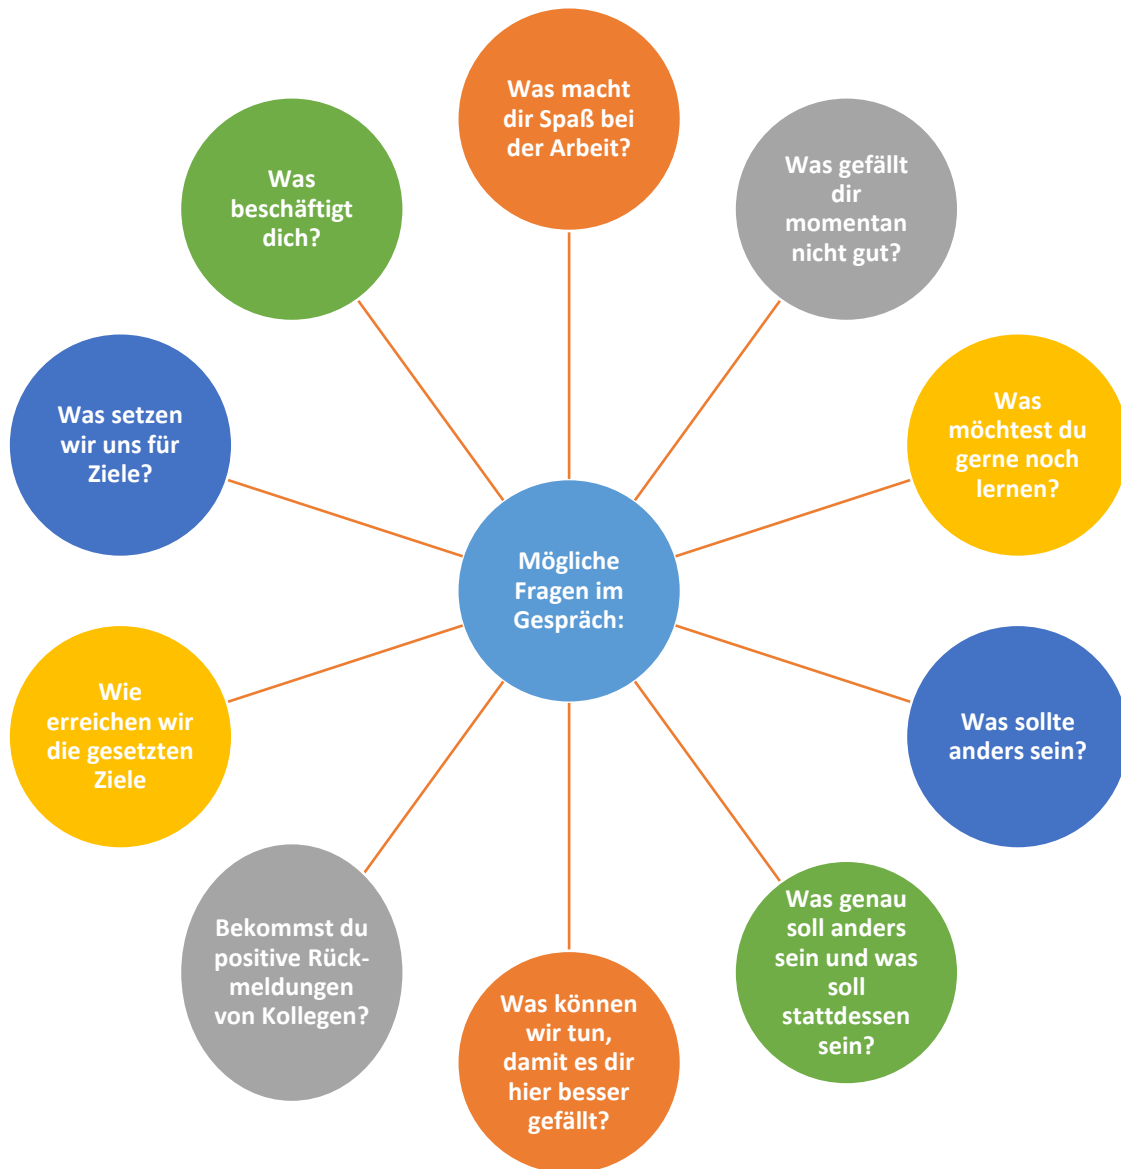 Was macht
dir Spaß bei
der Arbeit?
Was gefällt
dir
momentan
nicht gut?
Was
möchtest du
gerne noch
lernen?
Was sollte
anders sein?
Was genau
soll anders
sein und was
soll
stattdessen
sein?
Was können
wir tun,
damit es dir
hier besser
gefällt?
Bekommst du
positive Rück-
meldungen
von Kollegen?
Wie
erreichen wir
die gesetzten
Ziele
Was setzen
wir uns für
Ziele?
Was
beschäftigt
dich?
Mögliche
Fragen im
Gespräch: